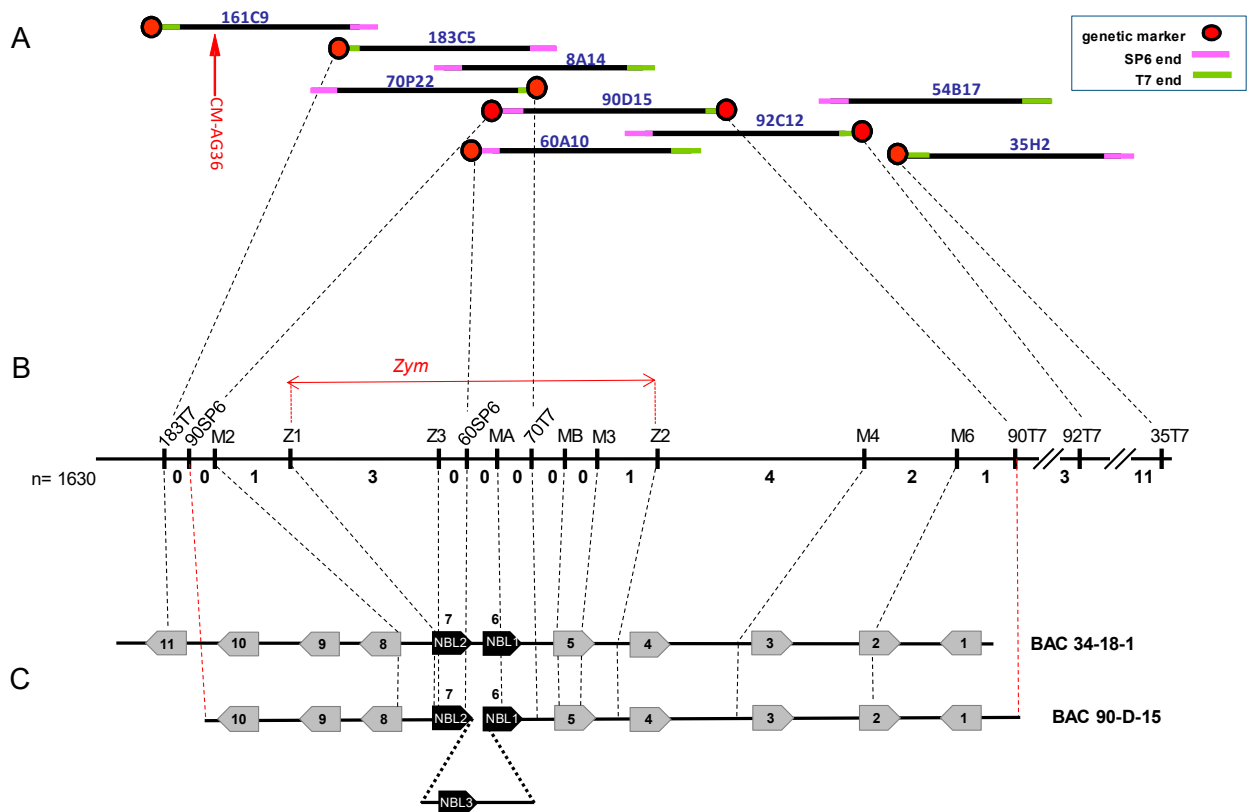 A
161C9
183C5
8A14
70P22
90D15
60A10
92C12
54B17
35H2
CM-AG36
genetic marker
SP6 end
T7 end
B
Zym
183T7 90SP6 M2 Z1 Z3 60SP6 MA 70T7 MB M3 Z2 M4 M6 90T7 92T7 35T7
n= 1630
0 0 1 3 0 0 0 0 0 1 4 2 1 3 11
7 6
11 10 9 8 NBL2 NBL1 5 4 3 2 1 BAC 34-18-1
C
7 6
10 9 8 NBL2 NBL1 5 4 3 2 1 BAC 90-D-15
NBL3